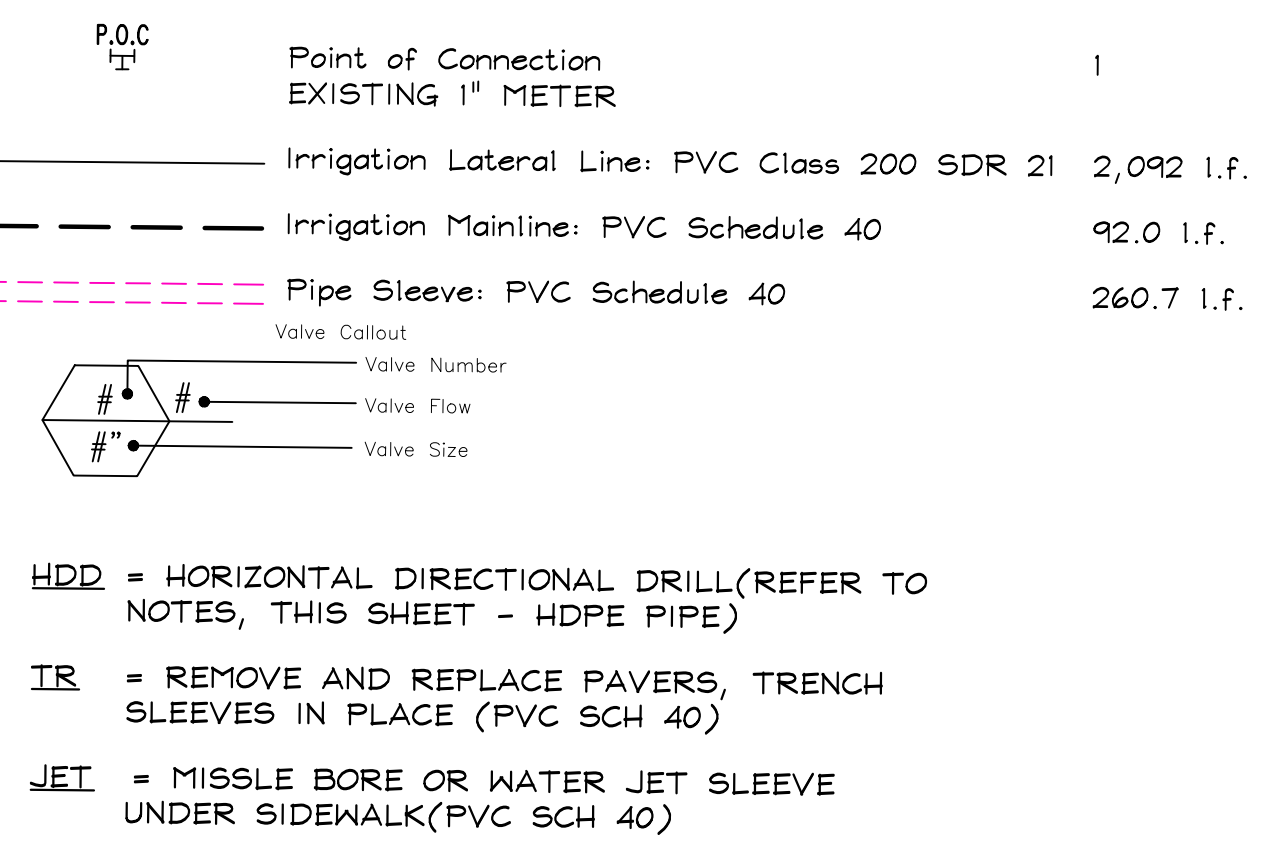 P.O.C
Point of Connection 1
EXISTING 1" METER
Irrigation Lateral Line: PVC Class 200 SDR 21 2,092 l.f.
Irrigation Mainline: PVC Schedule 40 92.0 l.f.
Pipe Sleeve: PVC Schedule 40 260.7 l.f.
Valve Callout
Valve Number
# # Valve Flow
#" Valve Size
HDD = HORIZONTAL DIRECTIONAL DRILL(REFER TO
NOTES, THIS SHEET - HDPE PIPE)
TR = REMOVE AND REPLACE PAVERS, TRENCH
SLEEVES IN PLACE (PVC SCH 40)
JET = MISSLE BORE OR WATER JET SLEEVE
UNDER SIDEWALK(PVC SCH 40)